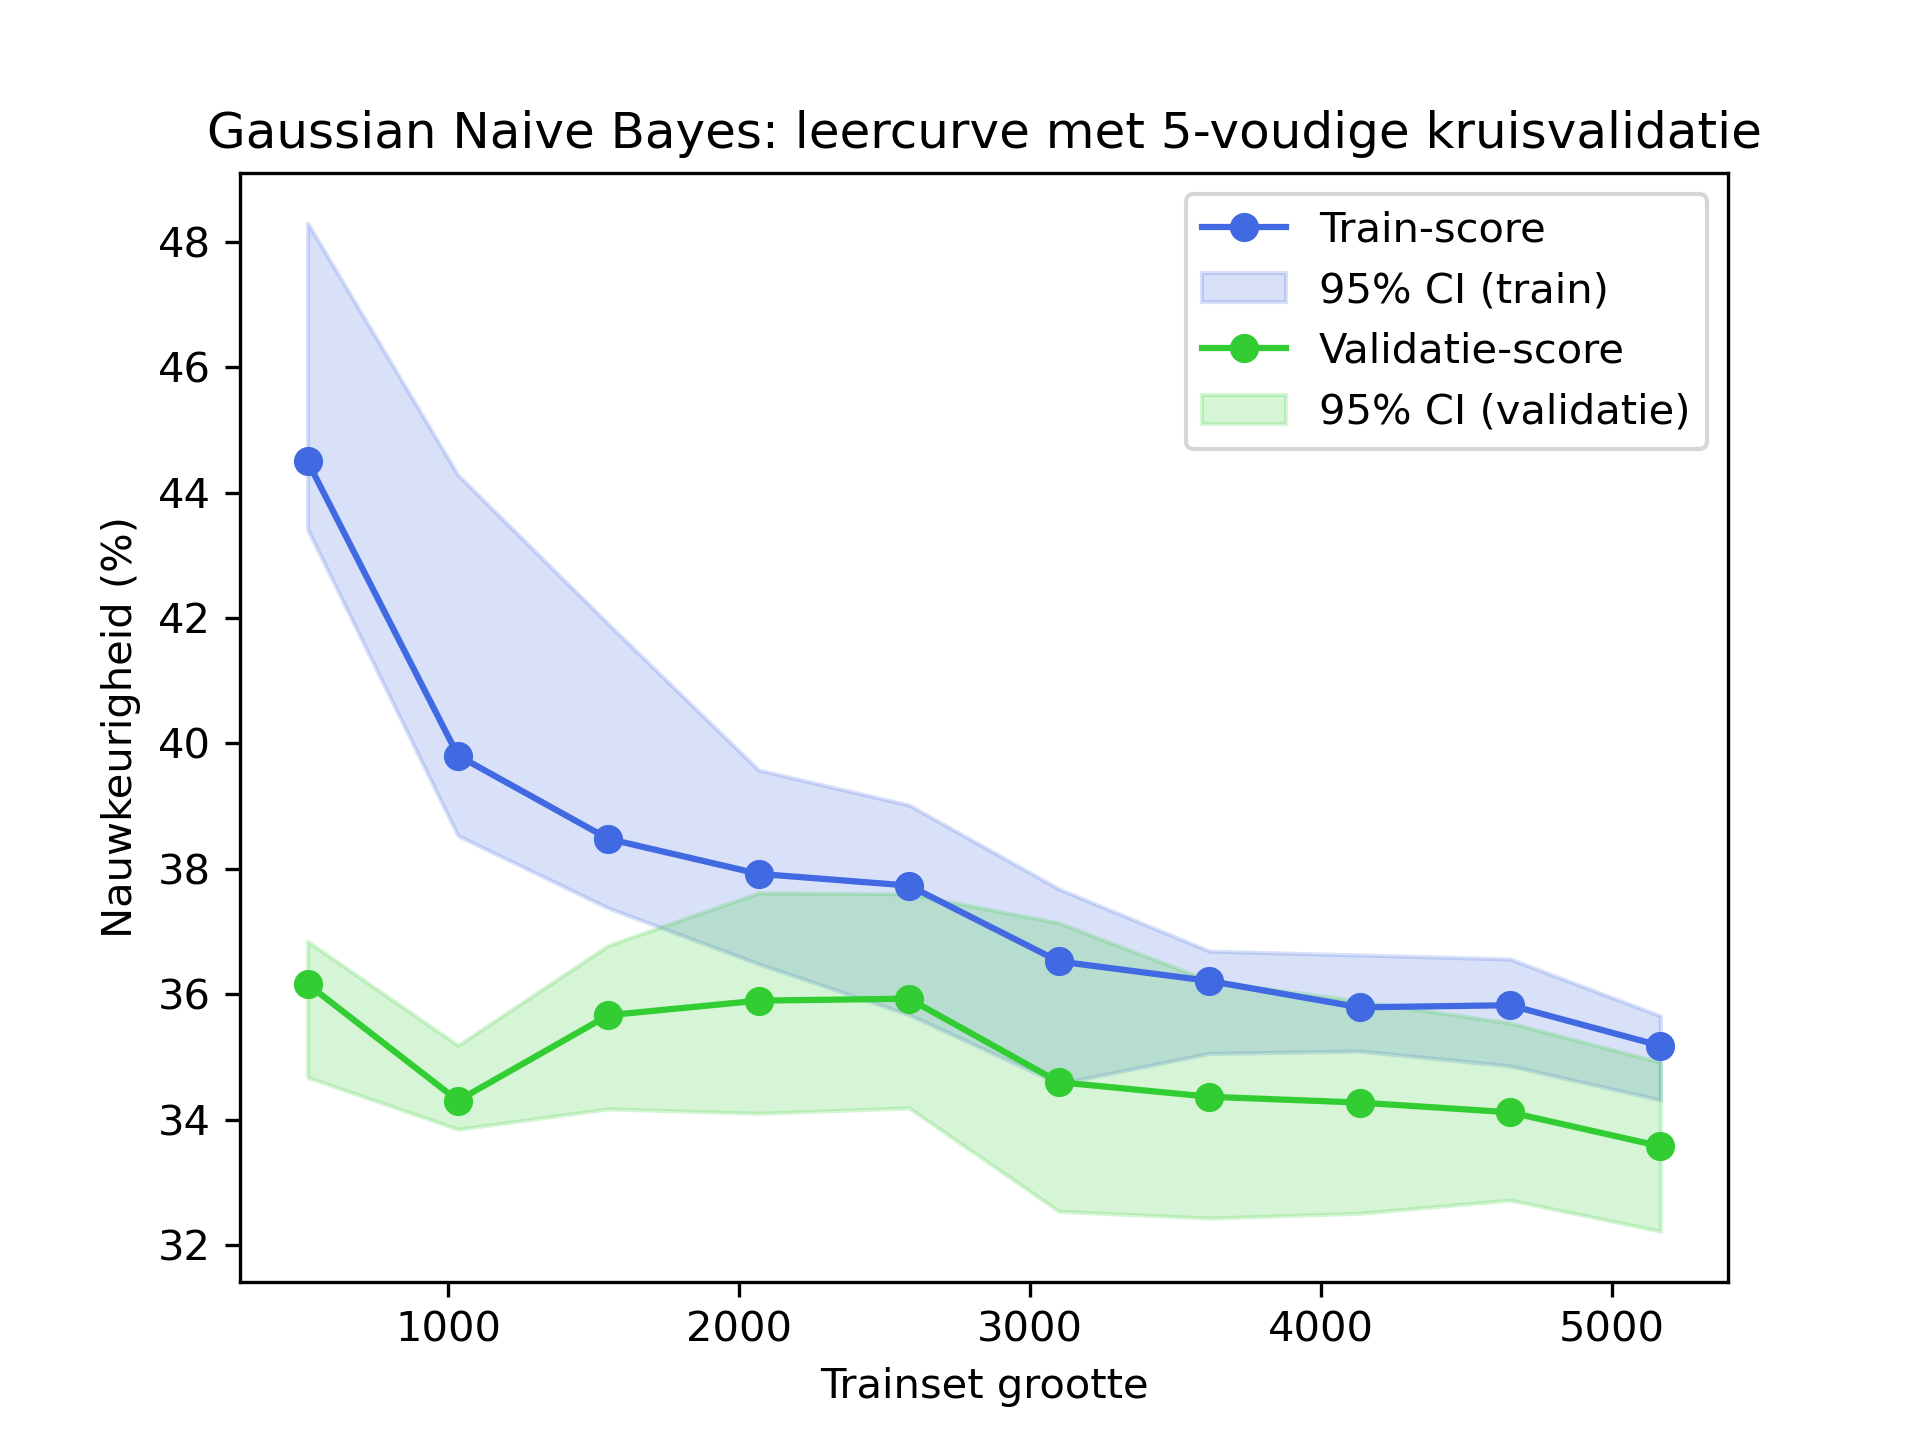 Gaussian Naive Bayes: leercurve met 5-voudige kruisvalidatie
Train-score
95% CI (train)
Validatie-score
95% CI (validatie)
Nauwkeurigheid (%)
48
46
44
42
40
38
36
34
32
1000
2000
3000
4000
5000
Trainset grootte